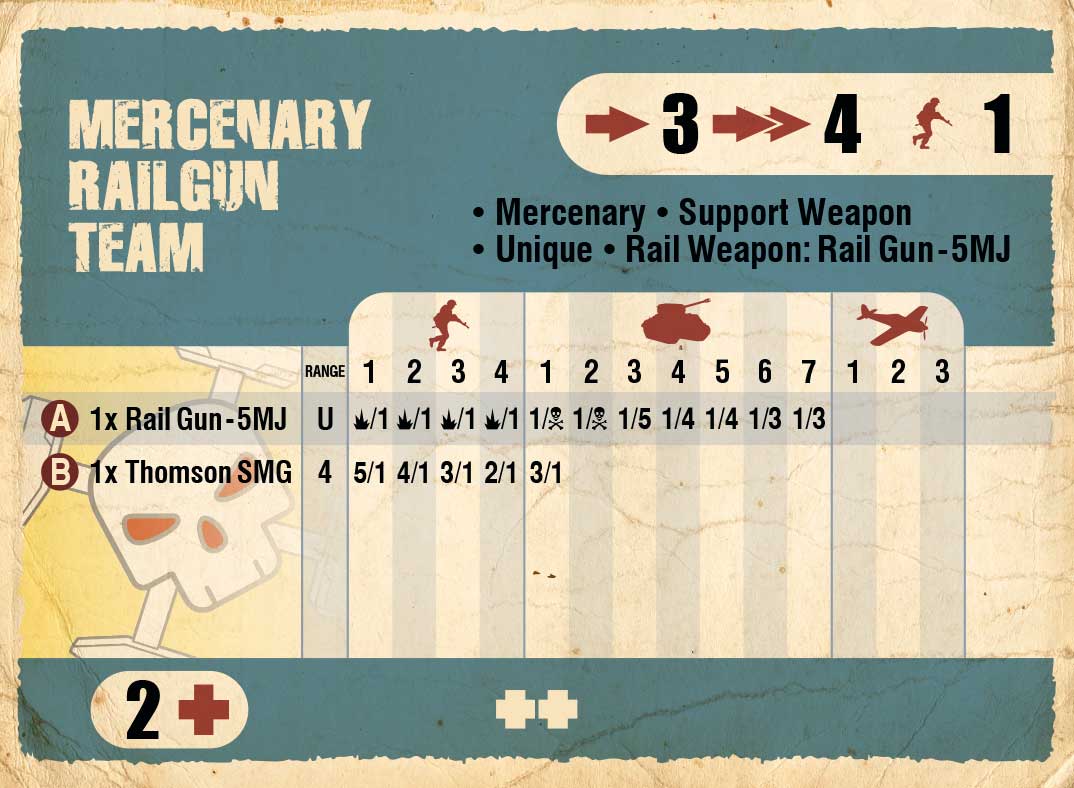 MERCENARY
RAILGUN
TEAM
3 4 1
• Mercenary • Support Weapon
• Unique • Rail Weapon: Rail Gun-5MJ
RANGE 1 2 3 4 1 2 3 4 5 6 7 1 2 3
A 1x Rail Gun-5MJ U /1 /1 /1 /1 1/☠ 1/☠ 1/5 1/4 1/4 1/3 1/3
B 1x Thomson SMG 4 5/1 4/1 3/1 2/1 3/1
2